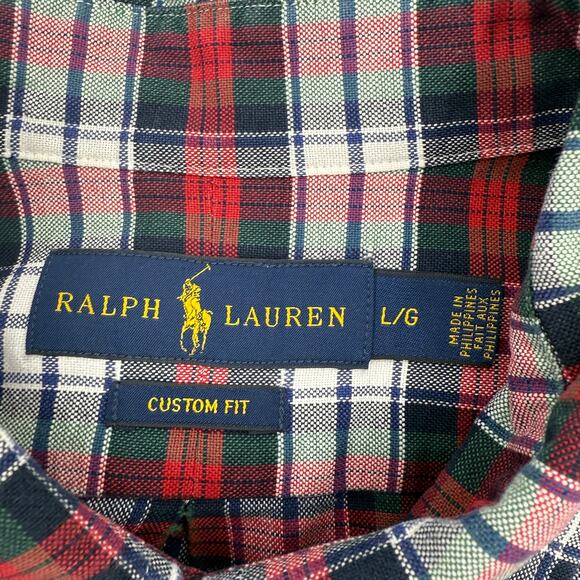 RALPH LAUREN
L/G
MADE IN
PHILIPPINES
FAIT AUX
PHILIPPINES
CUSTOM FIT